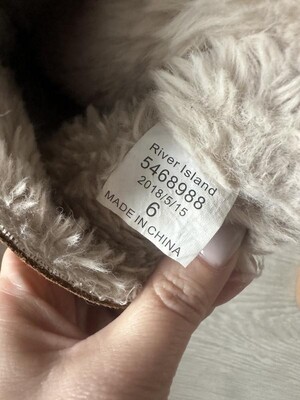 River Island
5468988
2018/5/15
6
MADE IN CHINA